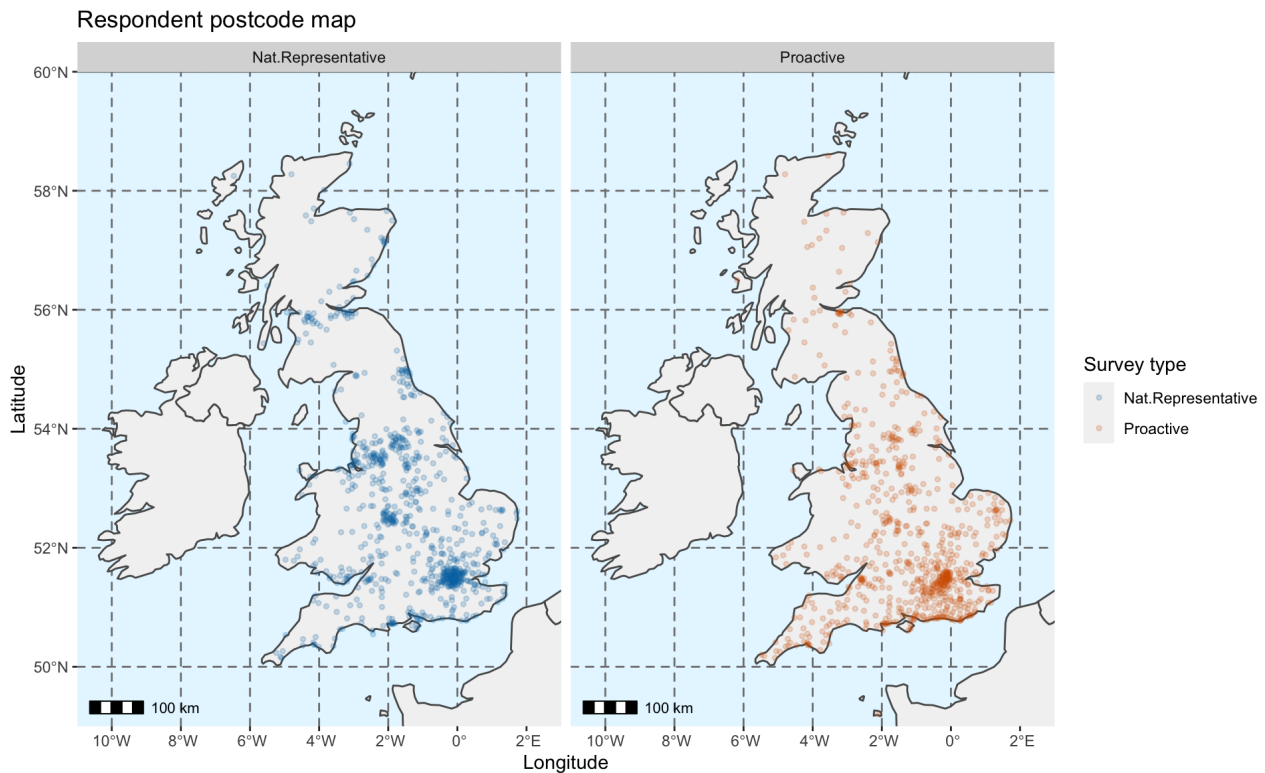 Respondent postcode map
Nat.Representative
Proactive
60°N
58°N
56°N
54°N
52°N
50°N
Latitude
100 km
100 km
10°W 8°W 6°W 4°W 2°W 0° 2°E
10°W 8°W 6°W 4°W 2°W 0° 2°E
Longitude
Survey type
Nat.Representative
Proactive